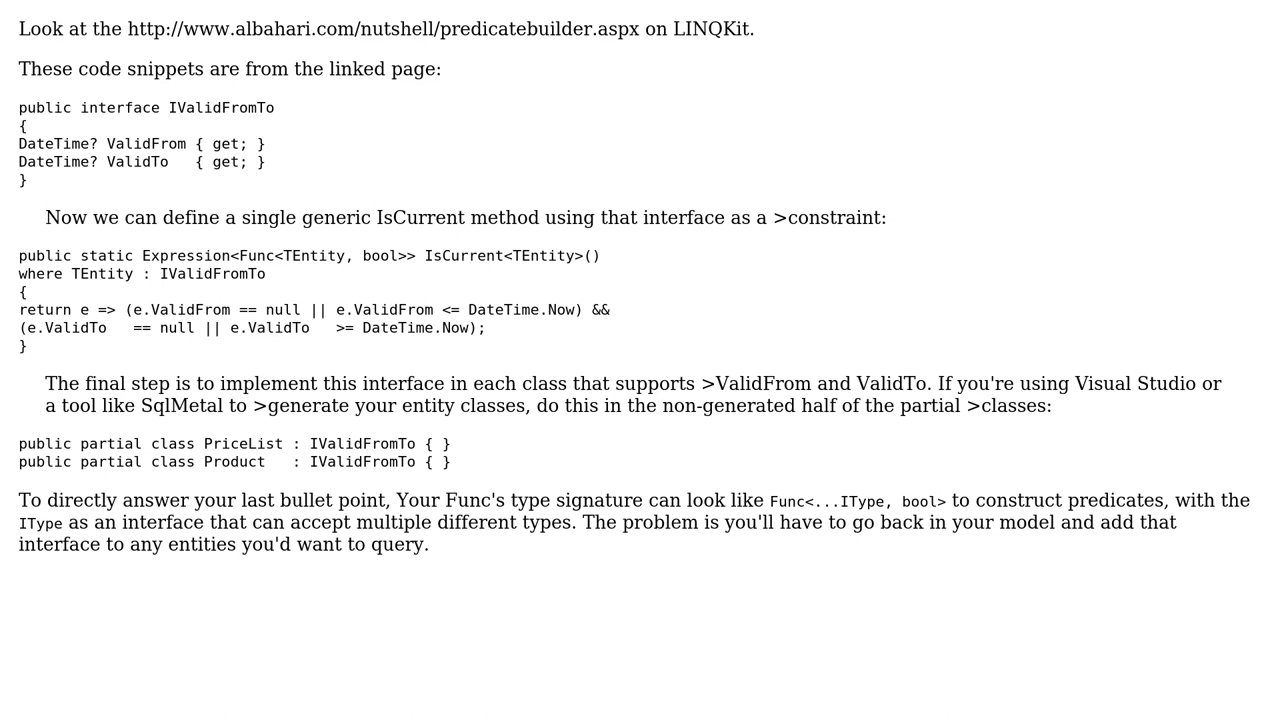 Look at the http://www.albahari.com/nutshell/predicatebuilder.aspx on LINQKit.
These code snippets are from the linked page:
public interface IValidFromTo
{
DateTime? ValidFrom { get; }
DateTime? ValidTo   { get; }
}
Now we can define a single generic IsCurrent method using that interface as a >constraint:
public static Expression<Func<TEntity, bool>> IsCurrent<TEntity>()
where TEntity : IValidFromTo
{
return e => (e.ValidFrom == null || e.ValidFrom <= DateTime.Now) &&
(e.ValidTo   == null || e.ValidTo   >= DateTime.Now);
}
The final step is to implement this interface in each class that supports >ValidFrom and ValidTo. If you're using Visual Studio or
a tool like SqlMetal to >generate your entity classes, do this in the non-generated half of the partial >classes:
public partial class PriceList : IValidFromTo { }
public partial class Product   : IValidFromTo { }
To directly answer your last bullet point, Your Func's type signature can look like Func<...IType, bool> to construct predicates, with the
IType as an interface that can accept multiple different types. The problem is you'll have to go back in your model and add that
interface to any entities you'd want to query.